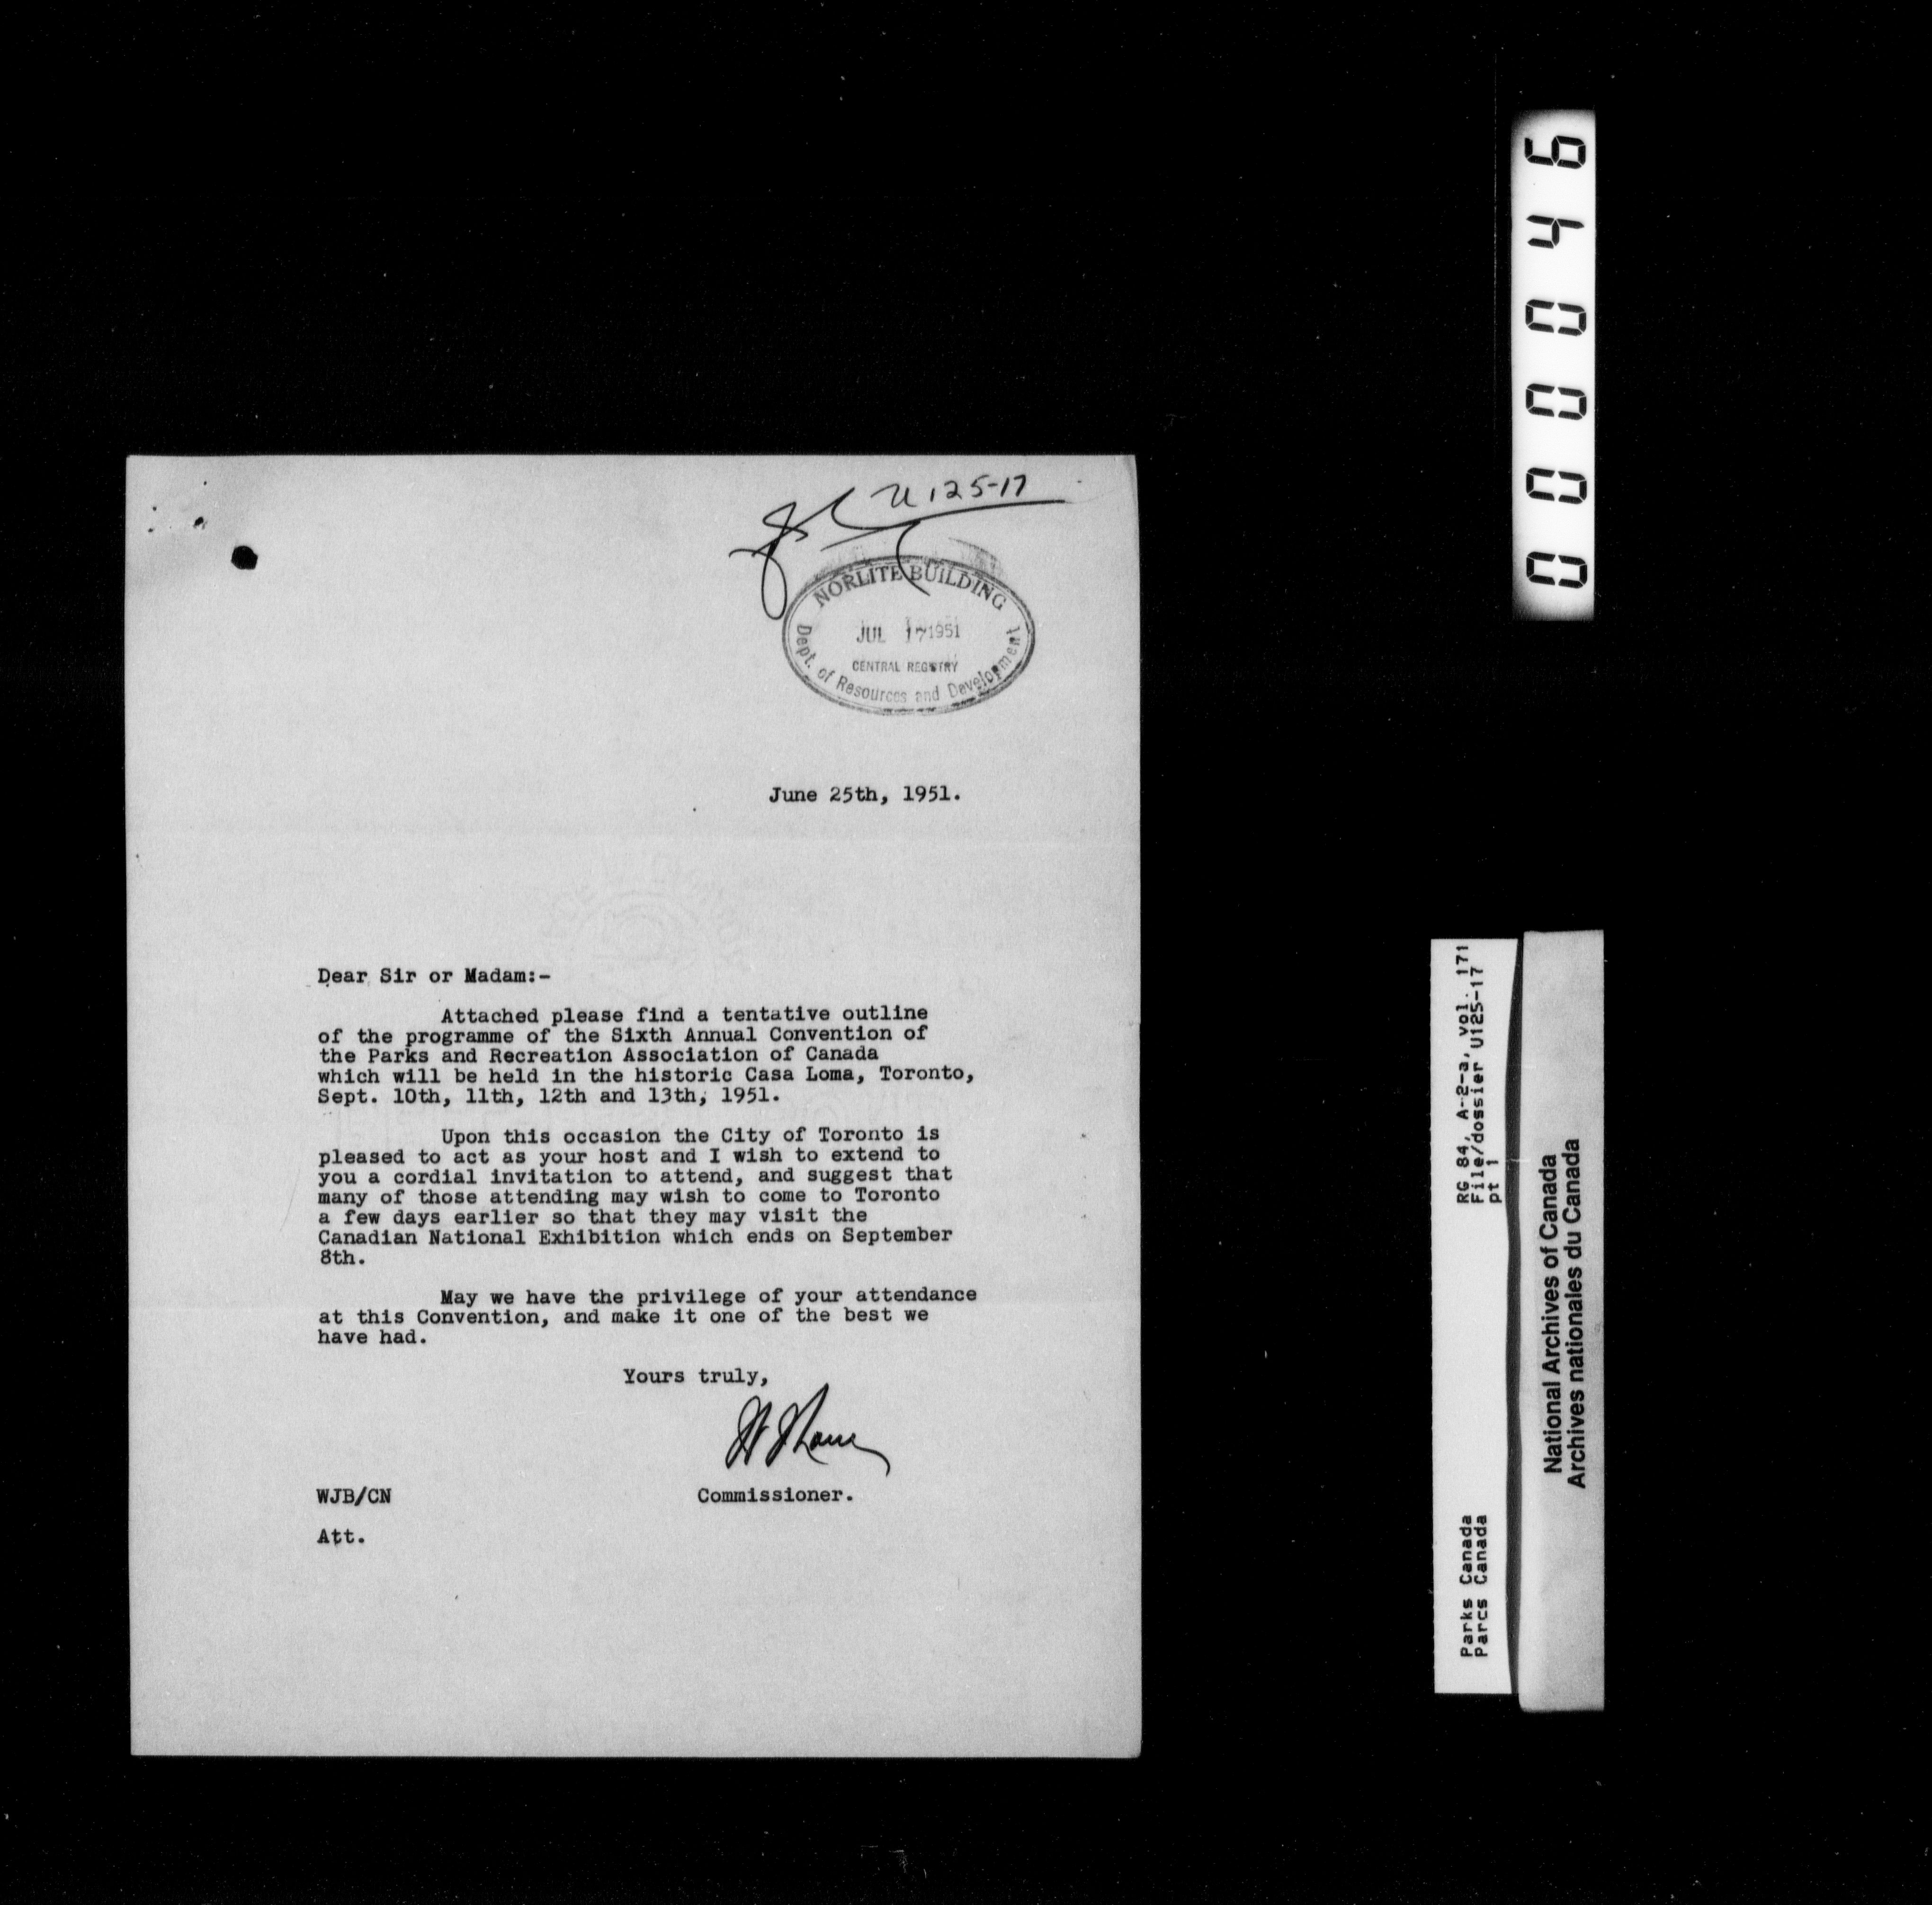 U 125-17
NORLITE BUILDING
JUL 17 1951
CENTRAL REGISTRY
Dept. of Resources and Development
June 25th, 1951.
Dear Sir or Madam:-
Attached please find a tentative outline
of the programme of the Sixth Annual Convention of
the Parks and Recreation Association of Canada
which will be held in the historic Casa Loma, Toronto,
Sept. 10th, 11th, 12th and 13th, 1951.
Upon this occasion the City of Toronto is
pleased to act as your host and I wish to extend to
you a cordial invitation to attend, and suggest that
many of those attending may wish to come to Toronto
a few days earlier so that they may visit the
Canadian National Exhibition which ends on September
8th.
May we have the privilege of your attendance
at this Convention, and make it one of the best we
have had.
Yours truly,
WJB/CN
Commissioner.
Att.
000046
RG 84, A-2-a, vol. 171
File/dossier U125-17
pt 1
Parks Canada
Parcs Canada
National Archives of Canada
Archives nationales du Canada